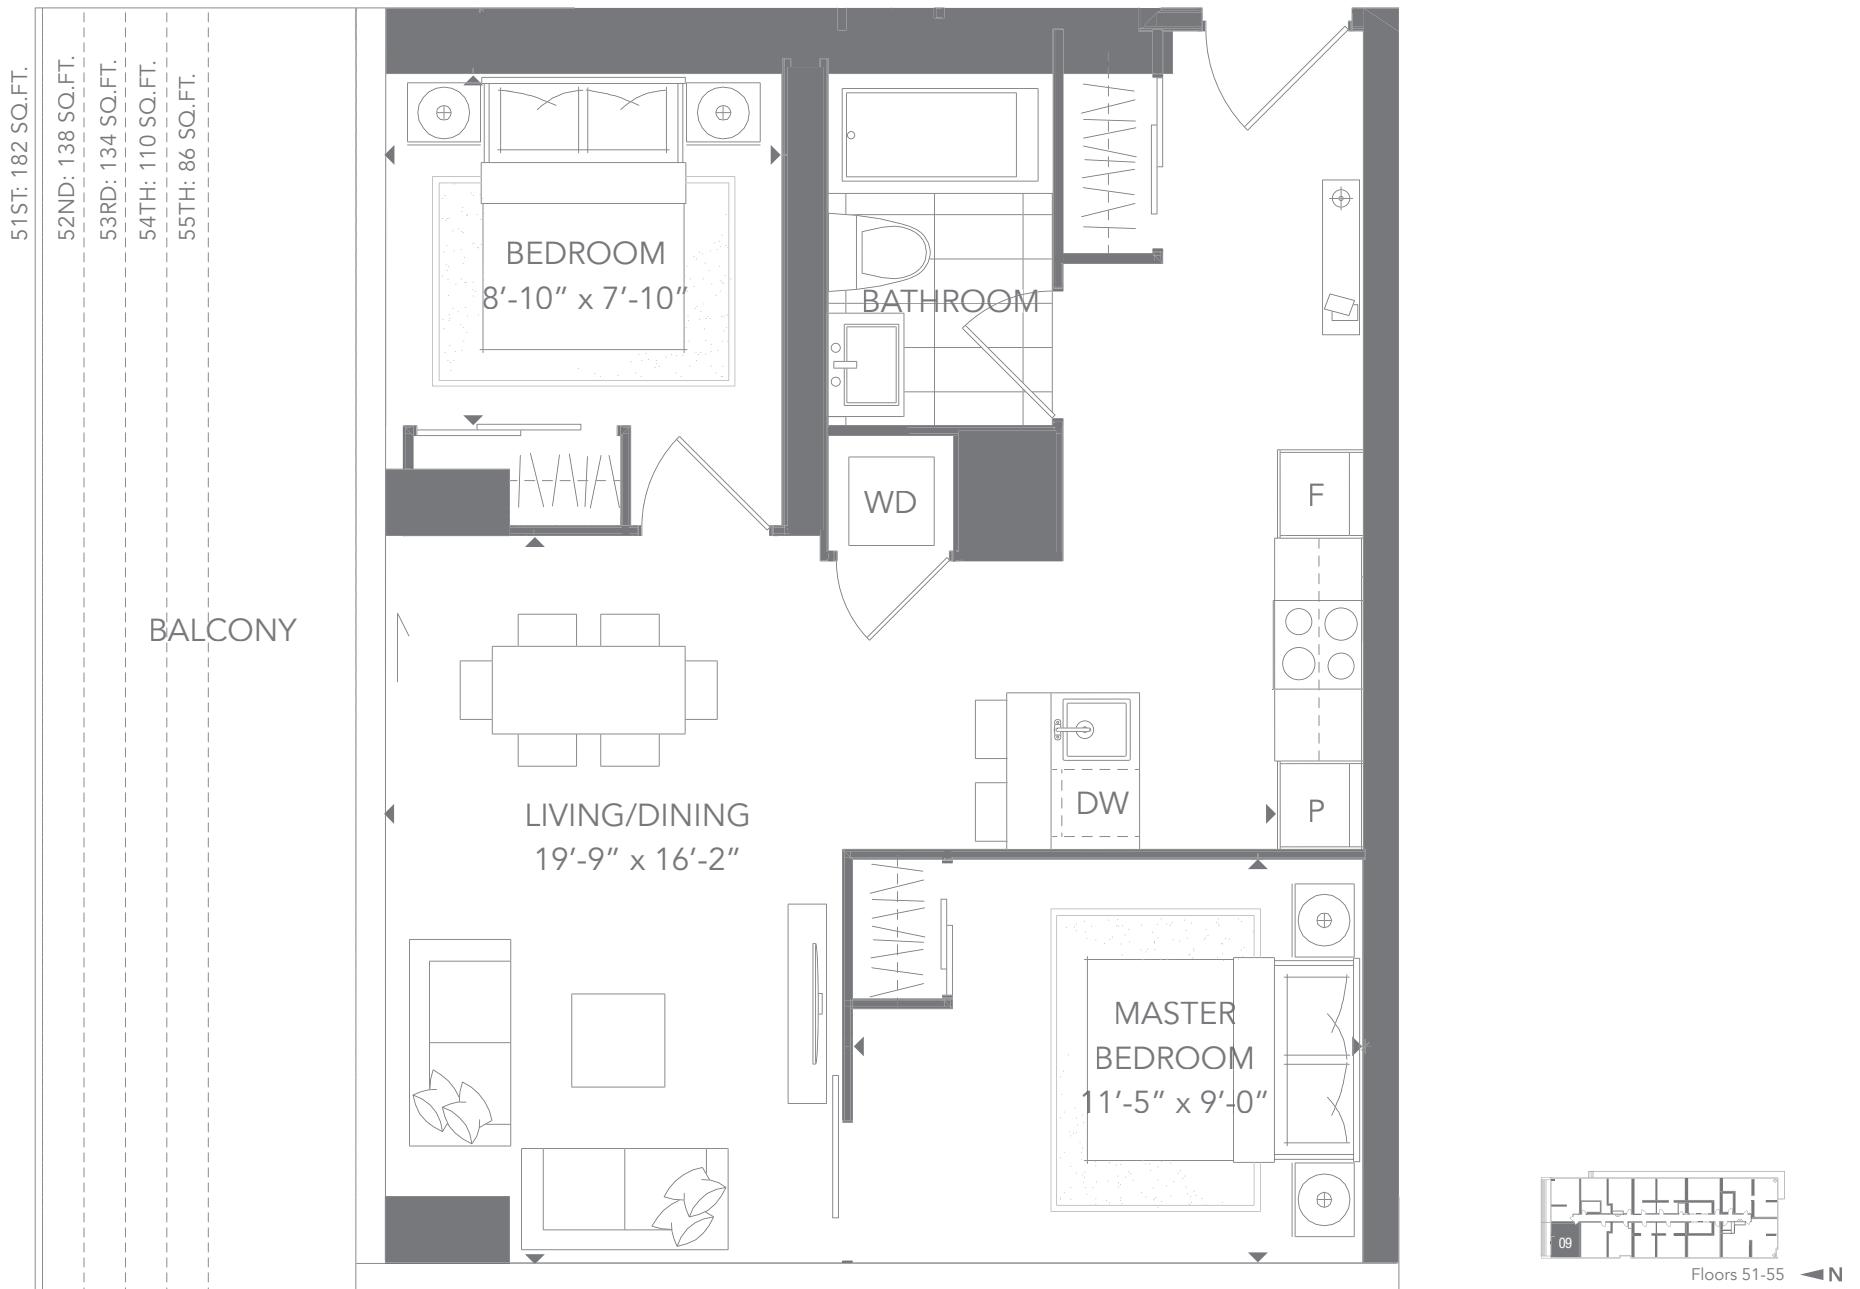 51ST: 182 SQ.FT.
52ND: 138 SQ.FT.
53RD: 134 SQ.FT.
54TH: 110 SQ.FT.
55TH: 86 SQ.FT.
BALCONY
BEDROOM
8’-10” x 7’-10”
BATHROOM
WD
F
LIVING/DINING
19’-9” x 16’-2”
DW
P
MASTER
BEDROOM
11’-5” x 9’-0”
09
Floors 51-55
N